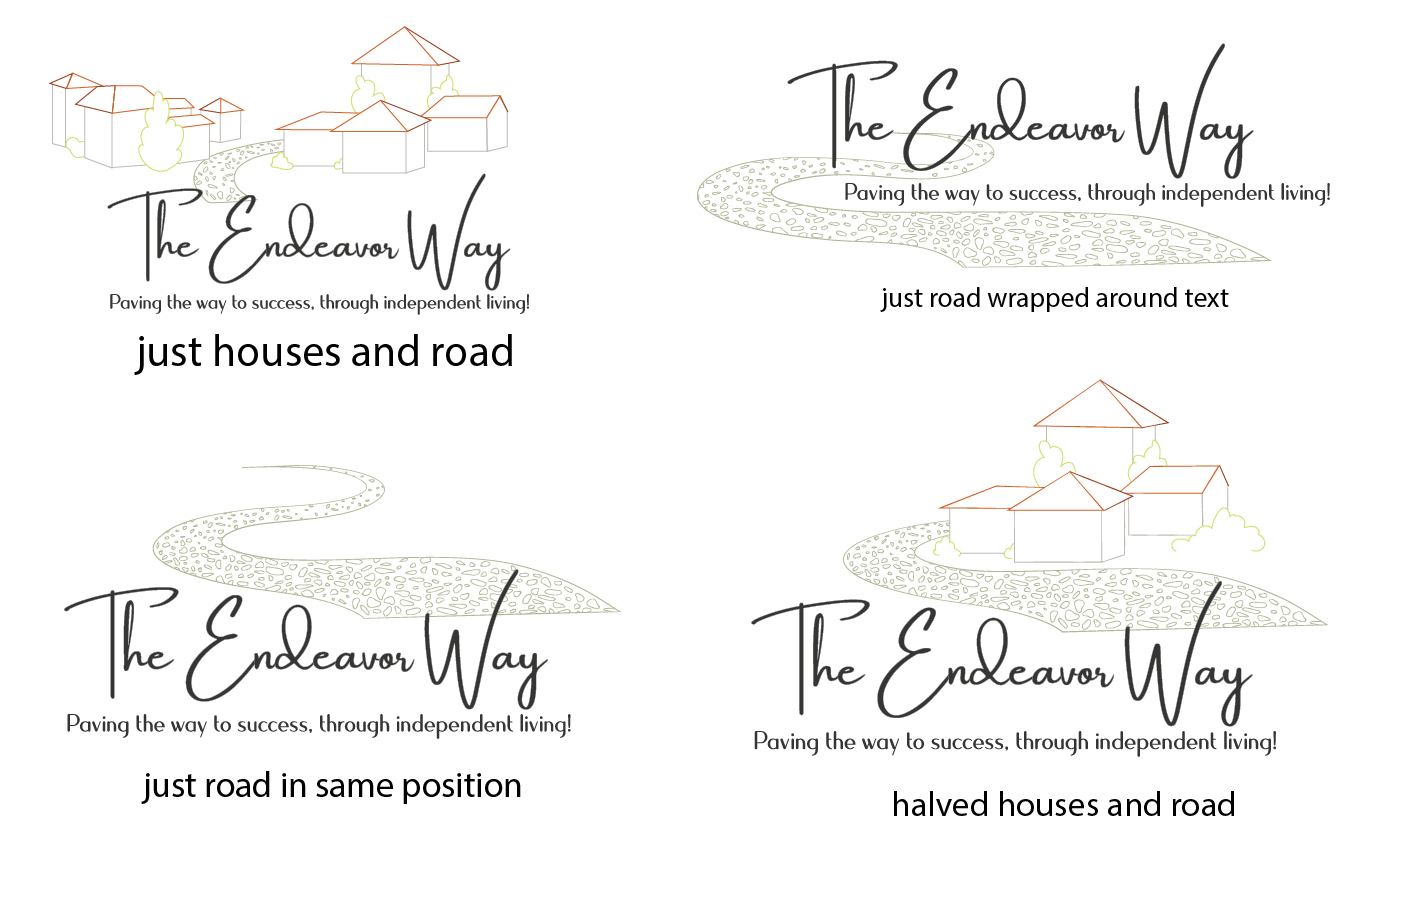 The Endeavor Way
Paving the way to success, through independent living!
just houses and road
The Endeavor Way
Paving the way to success, through independent living!
just road wrapped around text
The Endeavor Way
Paving the way to success, through independent living!
just road in same position
The Endeavor Way
Paving the way to success, through independent living!
halved houses and road